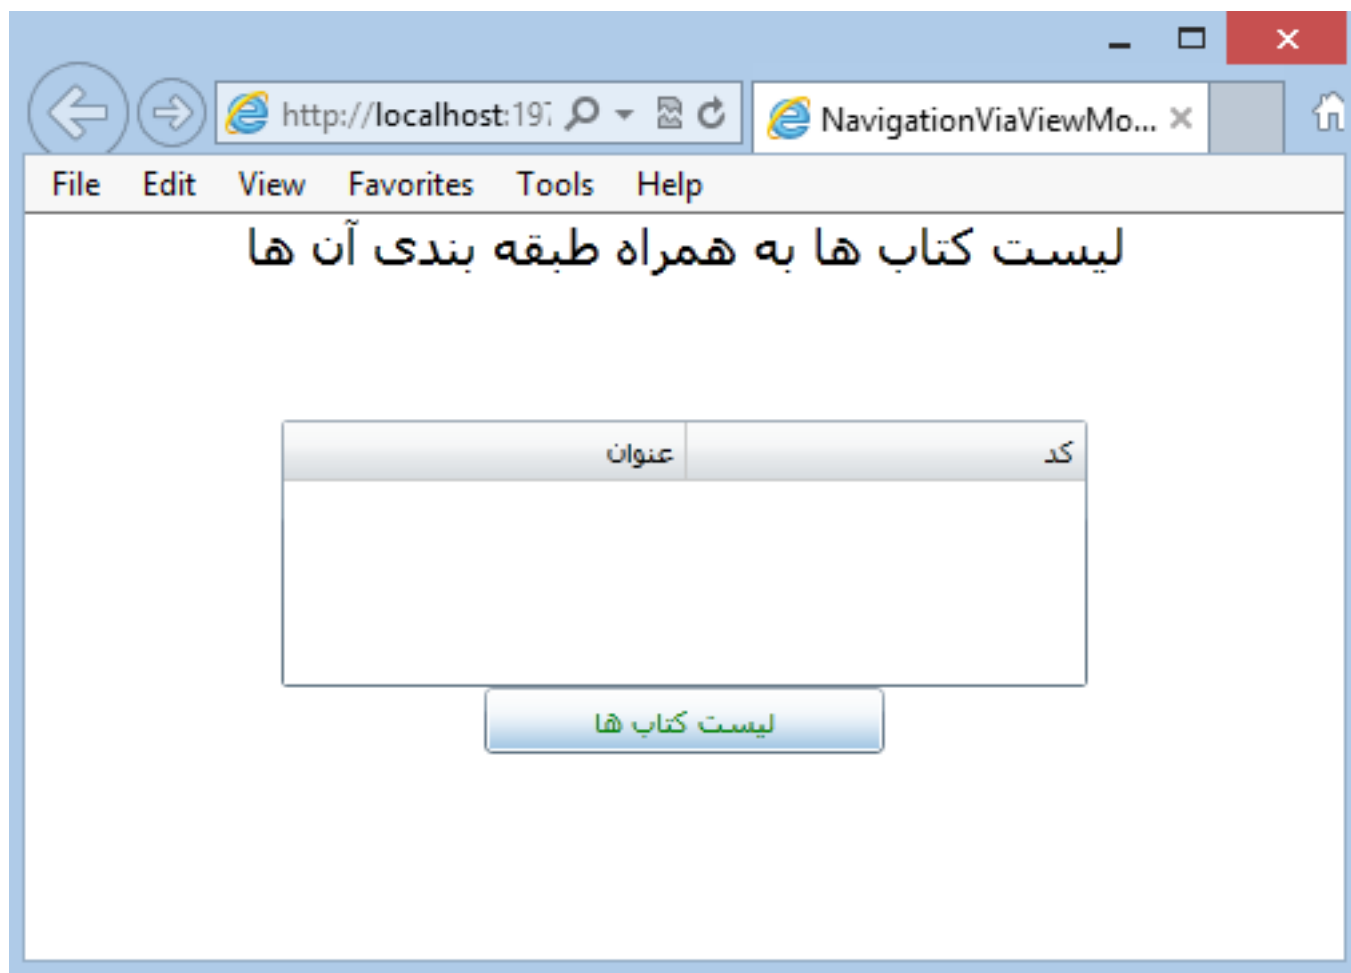 http://localhost:197
NavigationViaViewMo...
File Edit View Favorites Tools Help
لیست کتاب ها به همراه طبقه بندی آن ها
کد عنوان
لیست کتاب ها